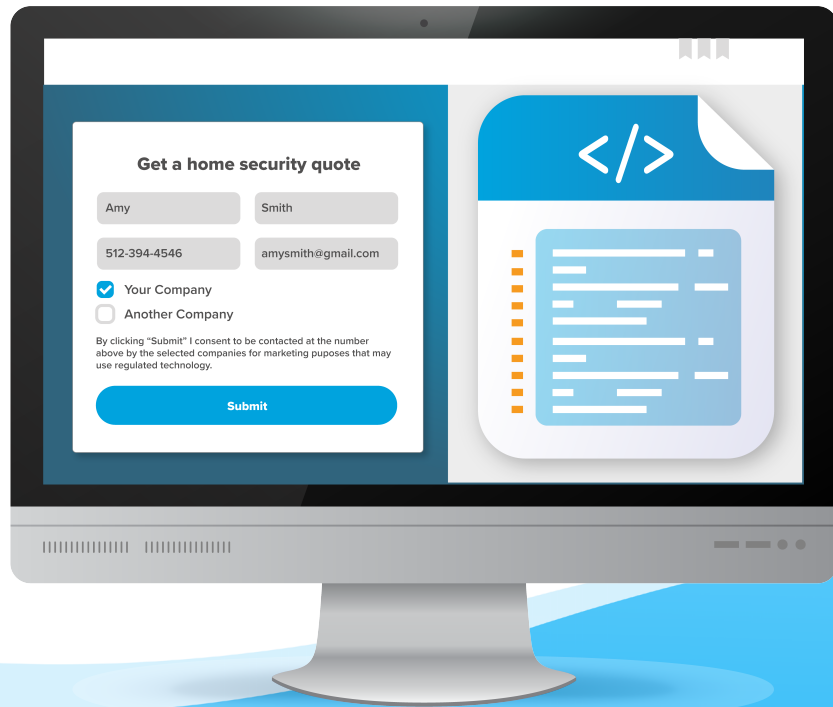 Get a home security quote
Amy
Smith
512-394-4546
amysmith@gmail.com
Your Company
Another Company
By clicking “Submit” I consent to be contacted at the number
above by the selected companies for marketing puposes that may
use regulated technology.
Submit
</>